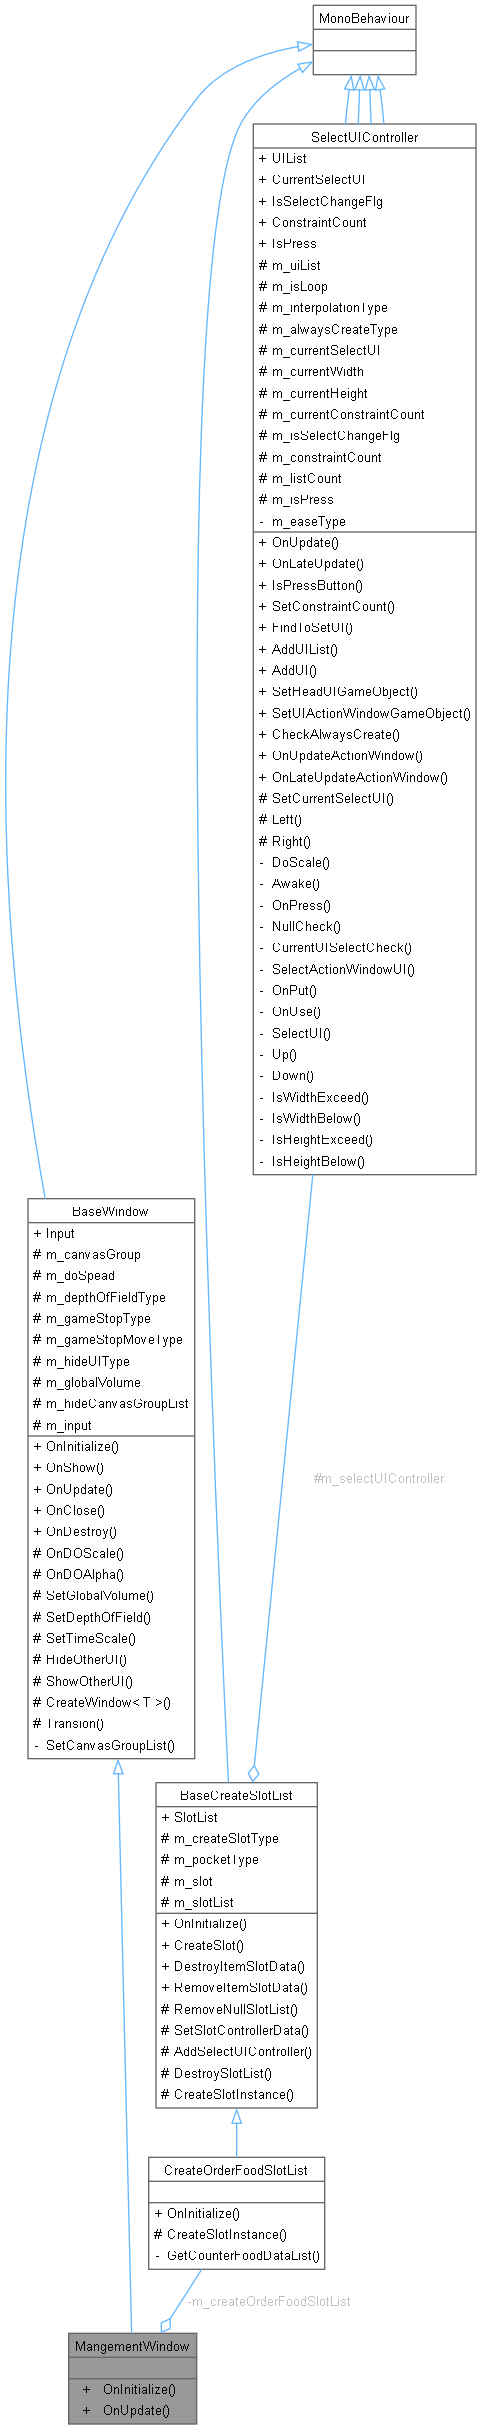 MonoBehaviour
SelectUIController
+ UIList
+ CurrentSelectUI
+ IsSelectChangeFlg
+ ConstraintCount
+ IsPress
# m_uiList
# m_isLoop
# m_interpolationType
# m_alwaysCreateType
# m_currentSelectUI
# m_currentWidth
# m_currentHeight
# m_currentConstraintCount
# m_isSelectChangeFlg
# m_constraintCount
# m_listCount
# m_isPress
- m_easeType
+ OnUpdate()
+ OnLateUpdate()
+ IsPressButton()
+ SetConstraintCount()
+ FindToSetUI()
+ AddUIList()
+ AddUI()
+ SetHeadUIGameObject()
+ SetUIActionWindowGameObject()
+ CheckAlwaysCreate()
+ OnUpdateActionWindow()
+ OnLateUpdateActionWindow()
# SetCurrentSelectUI()
# Left()
# Right()
- DoScale()
- Awake()
- OnPress()
- NullCheck()
- CurrentUISelectCheck()
- SelectActionWindowUI()
- OnPut()
- OnUse()
- SelectUI()
- Up()
- Down()
- IsWidthExceed()
- IsWidthBelow()
- IsHeightExceed()
- IsHeightBelow()
BaseWindow
+ Input
# m_canvasGroup
# m_doSpead
# m_depthOfFieldType
# m_gameStopType
# m_gameStopMoveType
# m_hideUIType
# m_globalVolume
# m_hideCanvasGroupList
# m_input
+ OnInitialize()
+ OnShow()
+ OnUpdate()
+ OnClose()
+ OnDestroy()
# OnDOScale()
# OnDOAlpha()
# SetGlobalVolume()
# SetDepthOfField()
# SetTimeScale()
# HideOtherUI()
# ShowOtherUI()
# CreateWindow< T >()
# Transion()
- SetCanvasGroupList()
#m_selectUIController
BaseCreateSlotList
+ SlotList
# m_createSlotType
# m_pocketType
# m_slot
# m_slotList
+ OnInitialize()
+ CreateSlot()
+ DestroyItemSlotData()
+ RemoveItemSlotData()
# RemoveNullSlotList()
# SetSlotControllerData()
# AddSelectUIController()
# DestroySlotList()
# CreateSlotInstance()
CreateOrderFoodSlotList
+ OnInitialize()
# CreateSlotInstance()
- GetCounterFoodDataList()
-m_createOrderFoodSlotList
MangementWindow
+ OnInitialize()
+ OnUpdate()